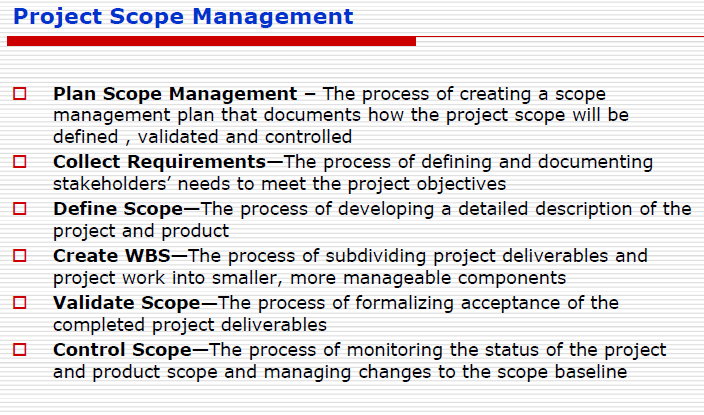 Project Scope Management
Plan Scope Management – The process of creating a scope
management plan that documents how the project scope will be
defined , validated and controlled
Collect Requirements—The process of defining and documenting
stakeholders’ needs to meet the project objectives
Define Scope—The process of developing a detailed description of the
project and product
Create WBS—The process of subdividing project deliverables and
project work into smaller, more manageable components
Validate Scope—The process of formalizing acceptance of the
completed project deliverables
Control Scope—The process of monitoring the status of the project
and product scope and managing changes to the scope baseline